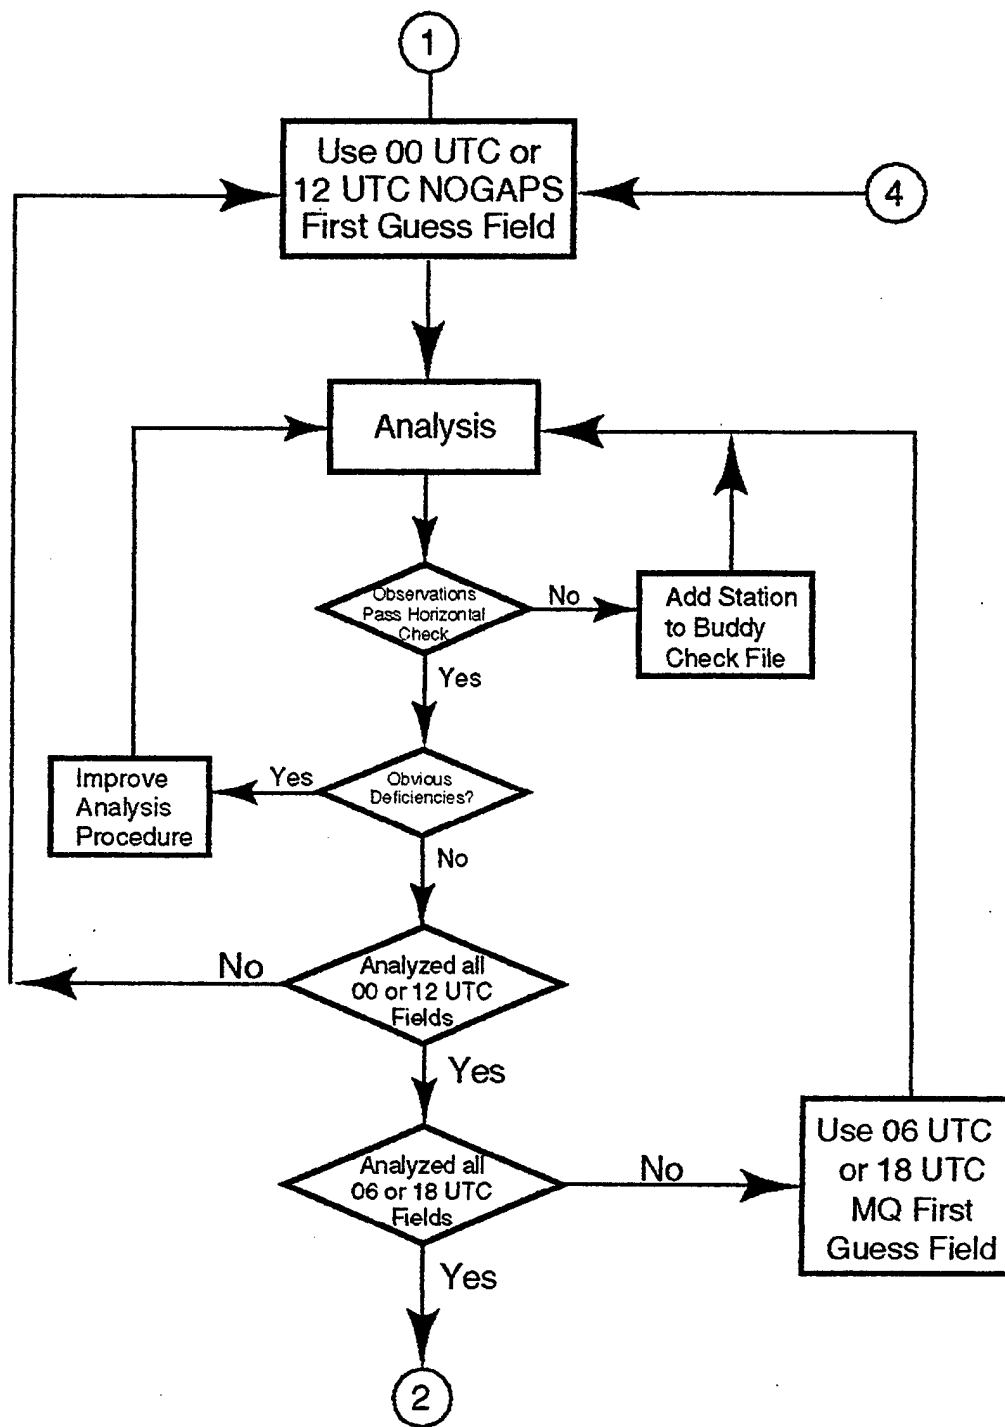 1
Use 00 UTC or
12 UTC NOGAPS
First Guess Field
4
Analysis
Observations
Pass Horizontal
Check
No
Add Station
to Buddy
Check File
Yes
Obvious
Deficiencies?
Yes
Improve
Analysis
Procedure
No
Analyzed all
00 or 12 UTC
Fields
No
Yes
Analyzed all
06 or 18 UTC
Fields
No
Use 06 UTC
or 18 UTC
MQ First
Guess Field
Yes
2